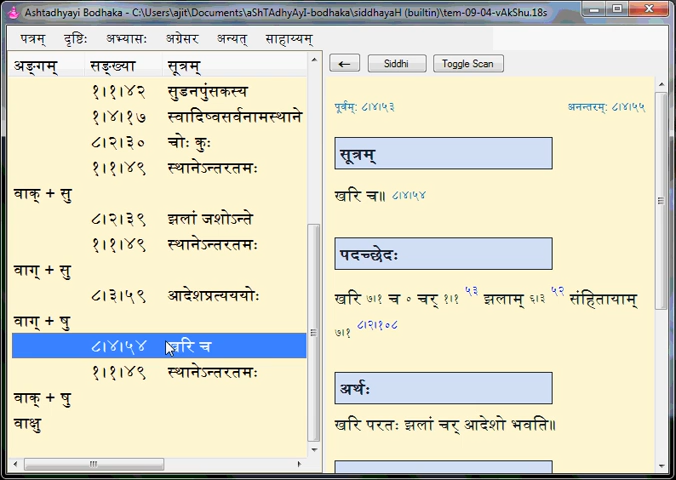 Ashtadhyayi Bodhaka - C:\Users\ajit\Documents\aShTAdhyAyI-bodhaka\siddhayaH (builtin)\tem-09-04-vAkShu.18s
पत्रम् दृष्टिः अभ्यासः अग्रेसर अन्यत् साहाय्यम्
अङ्गम् सङ्ख्या सूत्रम्
१।१।४२ सुडनपुंसकस्य
१।४।१७ स्वादिष्वसर्वनामस्थाने
८।२।३० चोः कुः
१।१।४९ स्थानेऽन्तरतमः
वाक् + सु
८।२।३९ झलां जशोऽन्ते
१।१।४९ स्थानेऽन्तरतमः
वाग् + सु
८।३।५९ आदेशप्रत्यययोः
वाग् + षु
८।४।५४ खरि च
१।१।४९ स्थानेऽन्तरतमः
वाक् + षु
वाक्षु
Siddhi Toggle Scan
पूर्वम्: ८।४।५३ अनन्तरम्: ८।४।५५
सूत्रम्
खरि च॥ ८।४।५४
पदच्छेदः
खरि ७।१ च ० चर् १।१ ५३ झलाम् ६।३ ५२ संहितायाम्
७।१ ८।२।१०८
अर्थः
खरि परतः झलां चर् आदेशो भवति॥